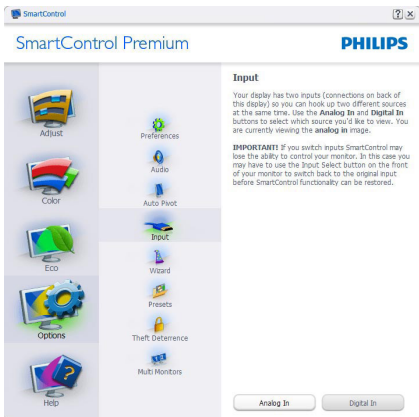 SmartControl
? ×
SmartControl Premium
PHILIPS
Adjust
Color
Eco
Options
Help
Preferences
Audio
Auto Pivot
Input
Wizard
Presets
Theft Deterrence
Multi Monitors
Input
Your display has two inputs (connections on back of
this display) so you can hook up two different sources
at the same time. Use the Analog In and Digital In
buttons to select which source you'd like to view. You
are currently viewing the analog in image.
IMPORTANT! If you switch inputs SmartControl may
lose the ability to control your monitor. In this case you
may have to use the Input Select button on the front
of your monitor to switch back to the original input
before SmartControl functionality can be restored.
Analog In
Digital In